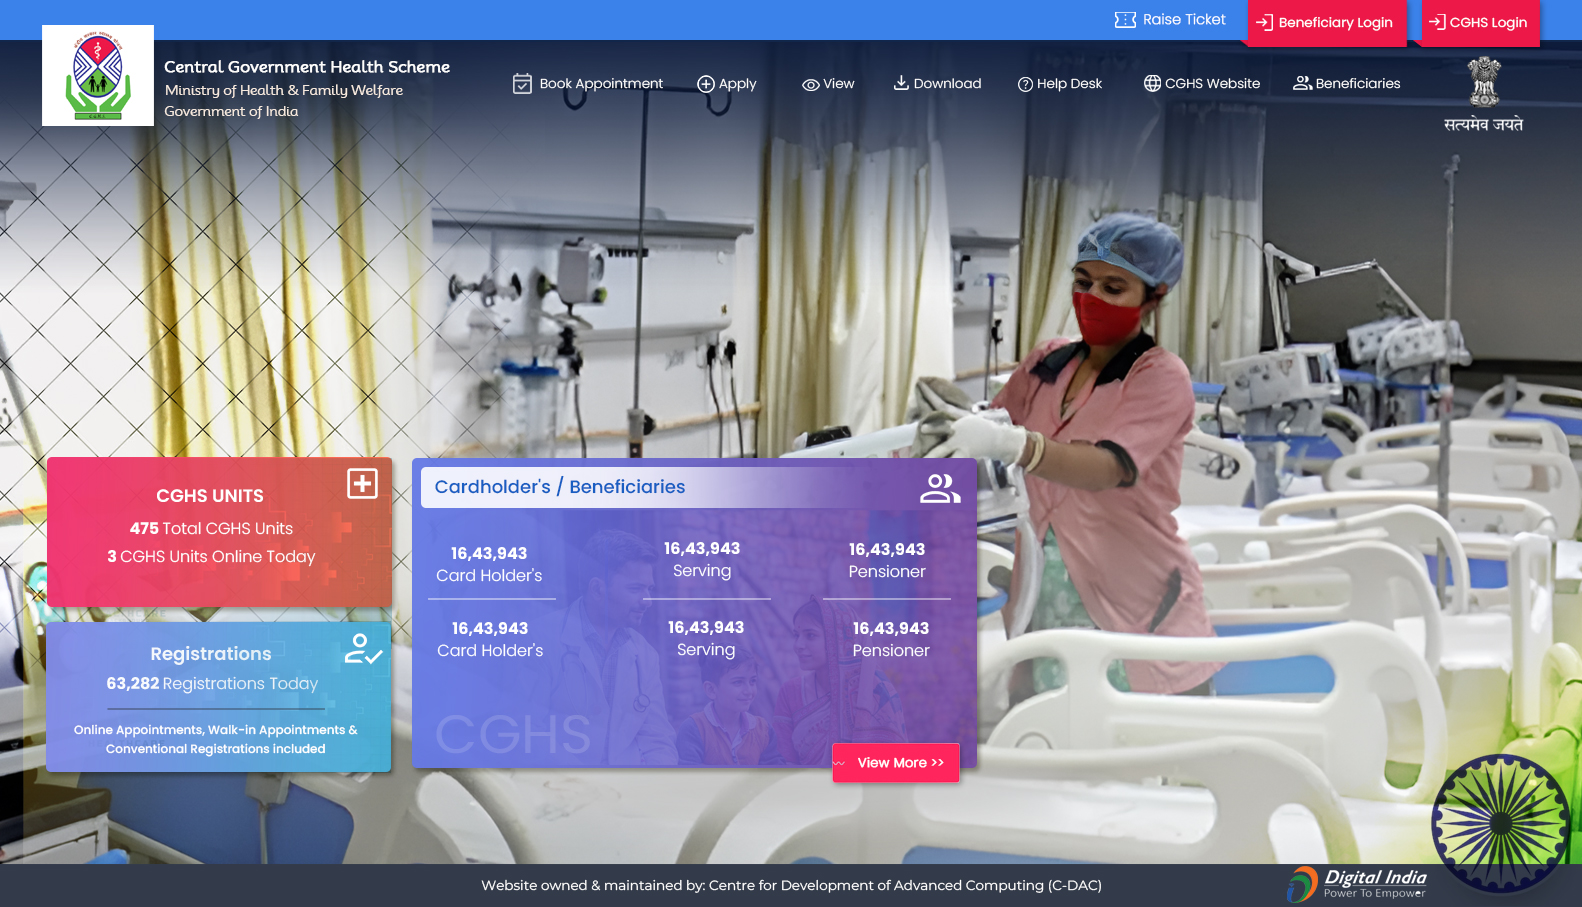 Raise Ticket
Beneficiary Login
CGHS Login
Central Government Health Scheme
Ministry of Health & Family Welfare
Government of India
Book Appointment
Apply
View
Download
Help Desk
CGHS Website
Beneficiaries
सत्यमेव जयते
CGHS UNITS
475 Total CGHS Units
3 CGHS Units Online Today
Registrations
63,282 Registrations Today
Online Appointments, Walk-in Appointments &
Conventional Registrations included
Cardholder's / Beneficiaries
16,43,943
Card Holder's
16,43,943
Serving
16,43,943
Pensioner
16,43,943
Card Holder's
16,43,943
Serving
16,43,943
Pensioner
CGHS
View More >>
Website owned & maintained by: Centre for Development of Advanced Computing (C-DAC)
Digital India
Power To Empower